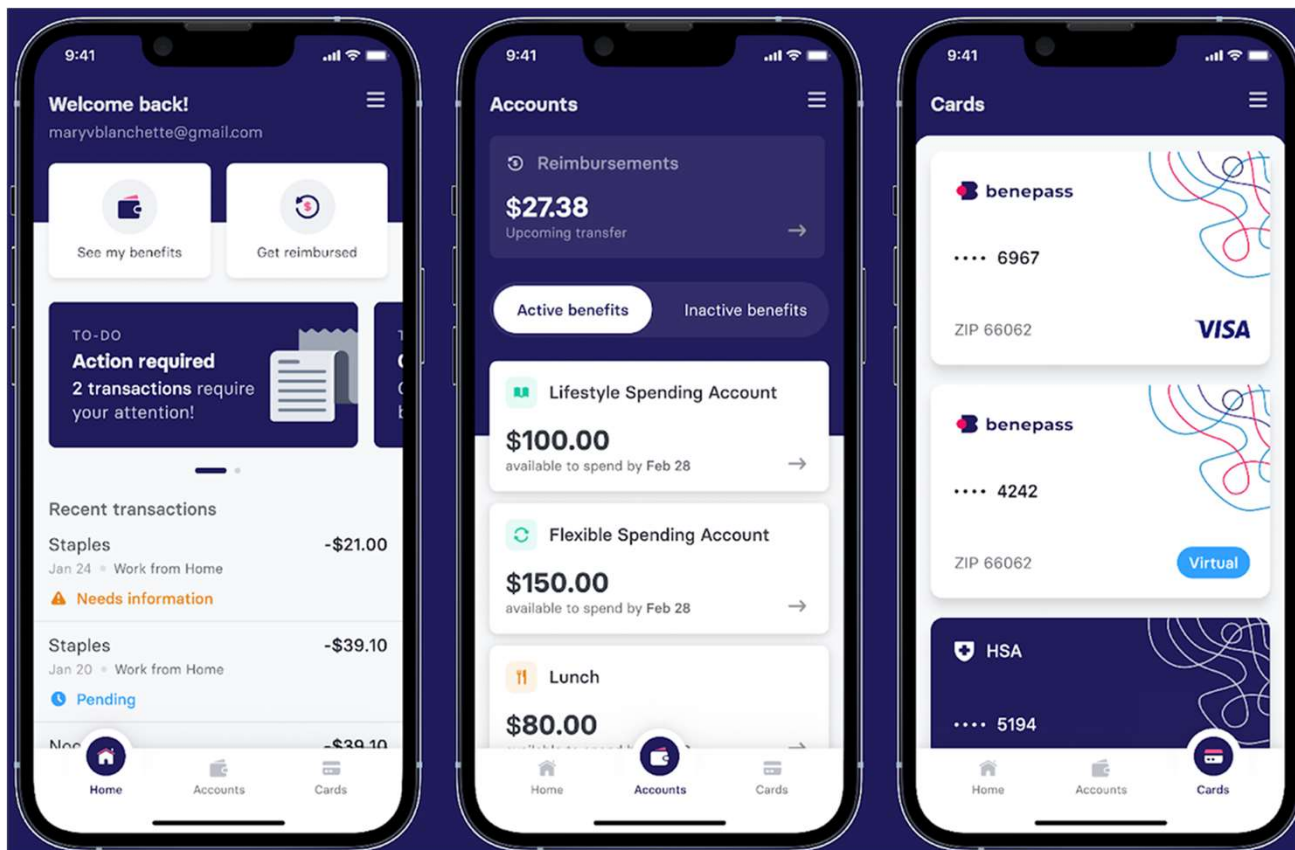 9:41
Welcome back!
maryvblanchette@gmail.com
See my benefits
Get reimbursed
TO-DO
Action required
2 transactions require
your attention!
Recent transactions
Staples -$21.00
Jan 24 • Work from Home
Needs information
Staples -$39.10
Jan 20 • Work from Home
Pending
-$39.10
Home Accounts Cards
9:41
Accounts
Reimbursements
$27.38
Upcoming transfer
Active benefits Inactive benefits
Lifestyle Spending Account
$100.00
available to spend by Feb 28
Flexible Spending Account
$150.00
available to spend by Feb 28
Lunch
$80.00
Home Accounts Cards
9:41
Cards
benepass
•••• 6967
ZIP 66062 VISA
benepass
•••• 4242
ZIP 66062 Virtual
HSA
•••• 5194
Home Accounts Cards